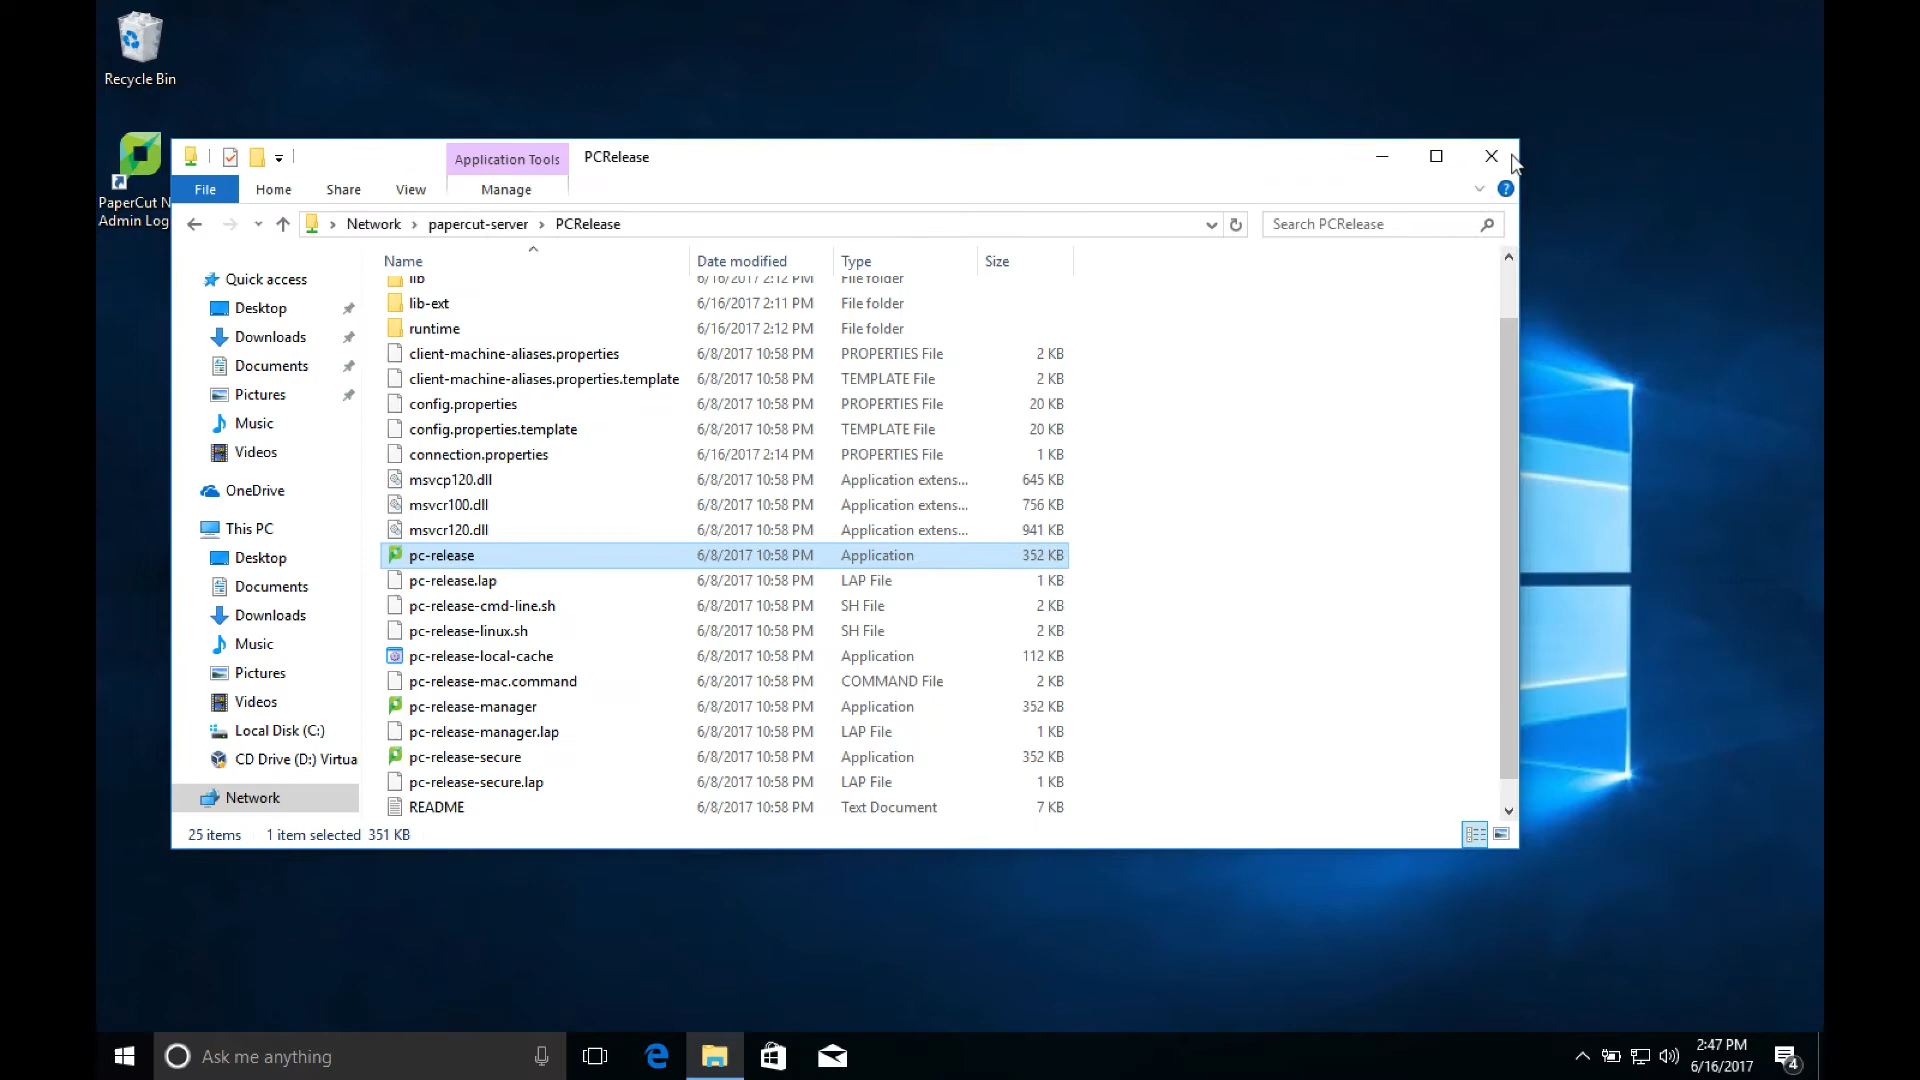 Recycle Bin
PaperCut N
Admin Log
Application Tools
PCRelease
File
Home
Share
View
Manage
?
Network
papercut-server
PCRelease
Search PCRelease
Name
Date modified
Type
Size
Quick access
Desktop
Downloads
Documents
Pictures
Music
Videos
OneDrive
This PC
Desktop
Documents
Downloads
Music
Pictures
Videos
Local Disk (C:)
CD Drive (D:) Virtua
Network
lib 6/16/2017 2:12 PM File folder
lib-ext 6/16/2017 2:11 PM File folder
runtime 6/16/2017 2:12 PM File folder
client-machine-aliases.properties 6/8/2017 10:58 PM PROPERTIES File 2 KB
client-machine-aliases.properties.template 6/8/2017 10:58 PM TEMPLATE File 2 KB
config.properties 6/8/2017 10:58 PM PROPERTIES File 20 KB
config.properties.template 6/8/2017 10:58 PM TEMPLATE File 20 KB
connection.properties 6/16/2017 2:14 PM PROPERTIES File 1 KB
msvcp120.dll 6/8/2017 10:58 PM Application extens... 645 KB
msvcr100.dll 6/8/2017 10:58 PM Application extens... 756 KB
msvcr120.dll 6/8/2017 10:58 PM Application extens... 941 KB
pc-release 6/8/2017 10:58 PM Application 352 KB
pc-release.lap 6/8/2017 10:58 PM LAP File 1 KB
pc-release-cmd-line.sh 6/8/2017 10:58 PM SH File 2 KB
pc-release-linux.sh 6/8/2017 10:58 PM SH File 2 KB
pc-release-local-cache 6/8/2017 10:58 PM Application 112 KB
pc-release-mac.command 6/8/2017 10:58 PM COMMAND File 2 KB
pc-release-manager 6/8/2017 10:58 PM Application 352 KB
pc-release-manager.lap 6/8/2017 10:58 PM LAP File 1 KB
pc-release-secure 6/8/2017 10:58 PM Application 352 KB
pc-release-secure.lap 6/8/2017 10:58 PM LAP File 1 KB
README 6/8/2017 10:58 PM Text Document 7 KB
25 items 1 item selected 351 KB
Ask me anything
2:47 PM
6/16/2017
4